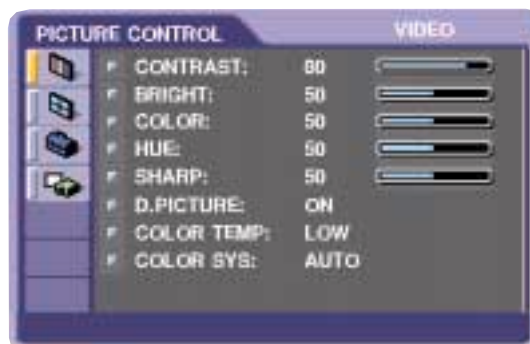 PICTURE CONTROL VIDEO
CONTRAST: 80
BRIGHT: 50
COLOR: 50
HUE: 50
SHARP: 50
D.PICTURE: ON
COLOR TEMP: LOW
COLOR SYS: AUTO